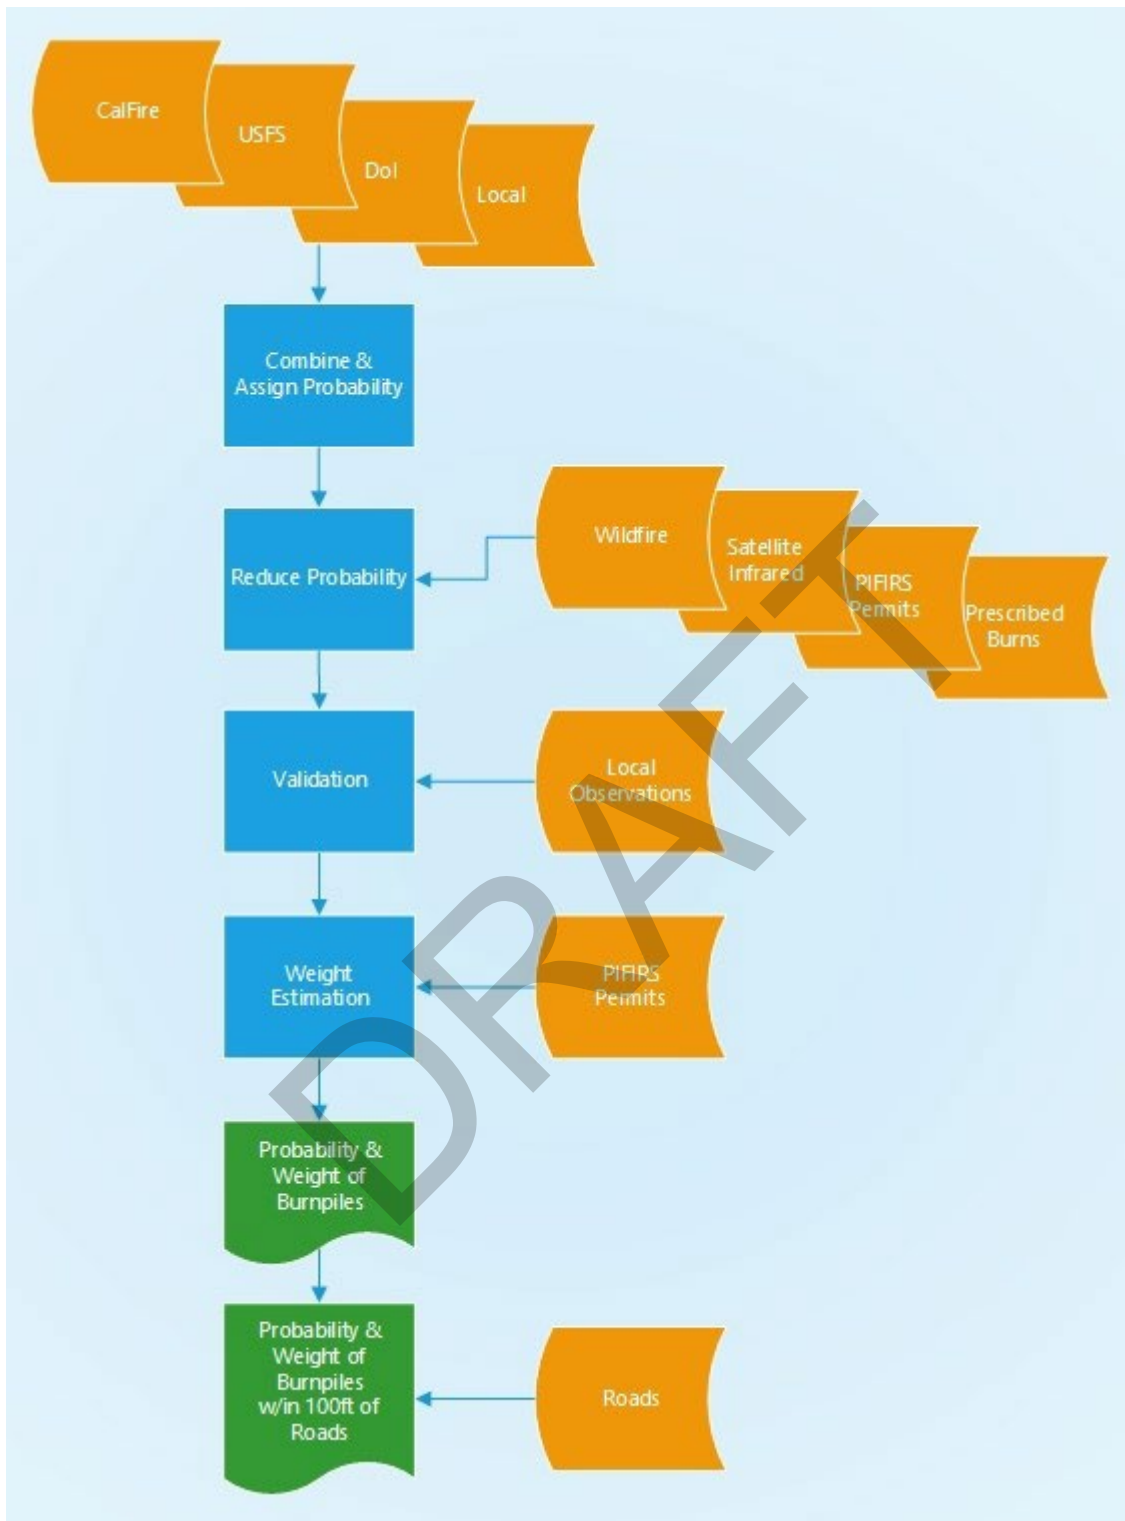 CalFire
USFS
DoI
Local
Combine &
Assign Probability
Reduce Probability
Wildfire
Satellite
Infrared
PIFIRS
Permits
Prescribed
Burns
Validation
Local
Observations
Weight
Estimation
PIFIRS
Permits
Probability &
Weight of
Burnpiles
Probability &
Weight of
Burnpiles
w/in 100ft of
Roads
Roads
DRAFT